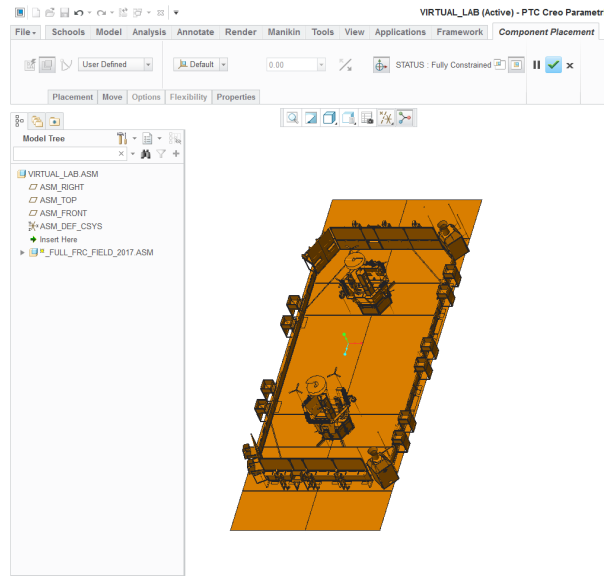 VIRTUAL_LAB (Active) - PTC Creo Parametr
File Schools Model Analysis Annotate Render Manikin Tools View Applications Framework Component Placement
User Defined Default 0.00 STATUS : Fully Constrained
Placement Move Options Flexibility Properties
Model Tree
VIRTUAL_LAB.ASM
ASM_RIGHT
ASM_TOP
ASM_FRONT
ASM_DEF_CSYS
Insert Here
_FULL_FRC_FIELD_2017.ASM